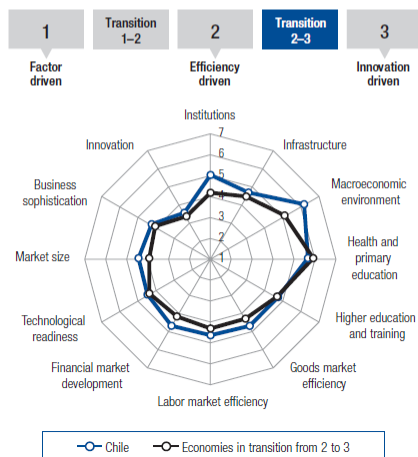 1
Transition
1–2
2
Transition
2–3
3
Factor
driven
Efficiency
driven
Innovation
driven
Institutions
Infrastructure
Macroeconomic
environment
Health and
primary
education
Higher education
and training
Goods market
efficiency
Labor market efficiency
Financial market
development
Technological
readiness
Market size
Business
sophistication
Innovation
7
6
5
4
3
2
1
Chile
Economies in transition from 2 to 3